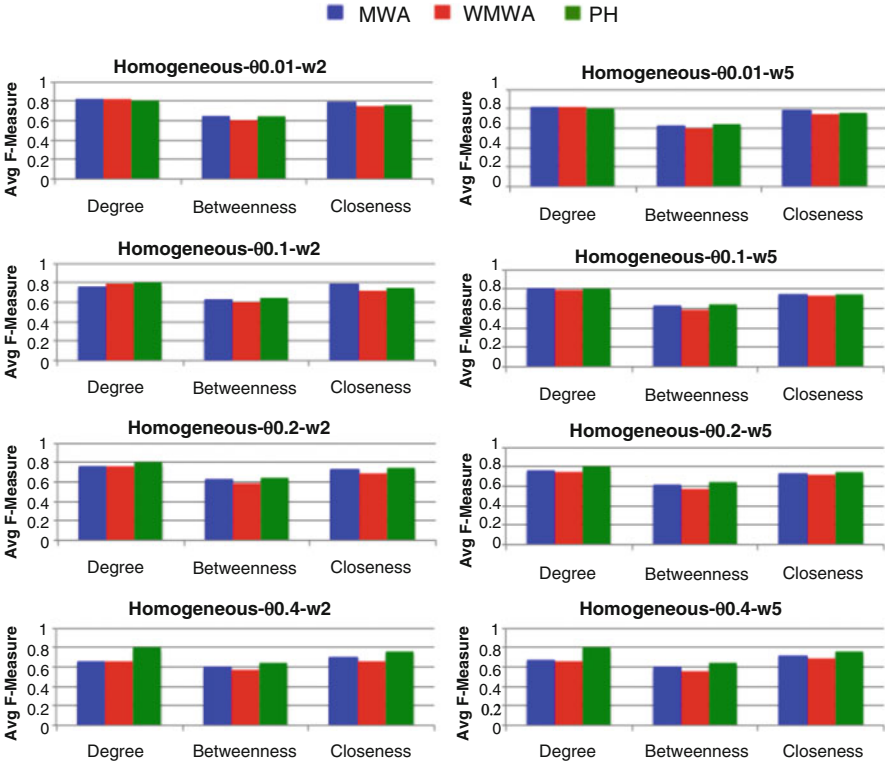 MWA WMWA PH
Homogeneous-θ0.01-w2
Avg F-Measure
1
0.8
0.6
0.4
0.2
0
Degree Betweenness Closeness
Homogeneous-θ0.01-w5
Avg F-Measure
1
0.8
0.6
0.4
0.2
0
Degree Betweenness Closeness
Homogeneous-θ0.1-w2
Avg F-Measure
1
0.8
0.6
0.4
0.2
0
Degree Betweenness Closeness
Homogeneous-θ0.1-w5
Avg F-Measure
1
0.8
0.6
0.4
0.2
0
Degree Betweenness Closeness
Homogeneous-θ0.2-w2
Avg F-Measure
1
0.8
0.6
0.4
0.2
0
Degree Betweenness Closeness
Homogeneous-θ0.2-w5
Avg F-Measure
1
0.8
0.6
0.4
0.2
0
Degree Betweenness Closeness
Homogeneous-θ0.4-w2
Avg F-Measure
1
0.8
0.6
0.4
0.2
0
Degree Betweenness Closeness
Homogeneous-θ0.4-w5
Avg F-Measure
1
0.8
0.6
0.4
0.2
0
Degree Betweenness Closeness